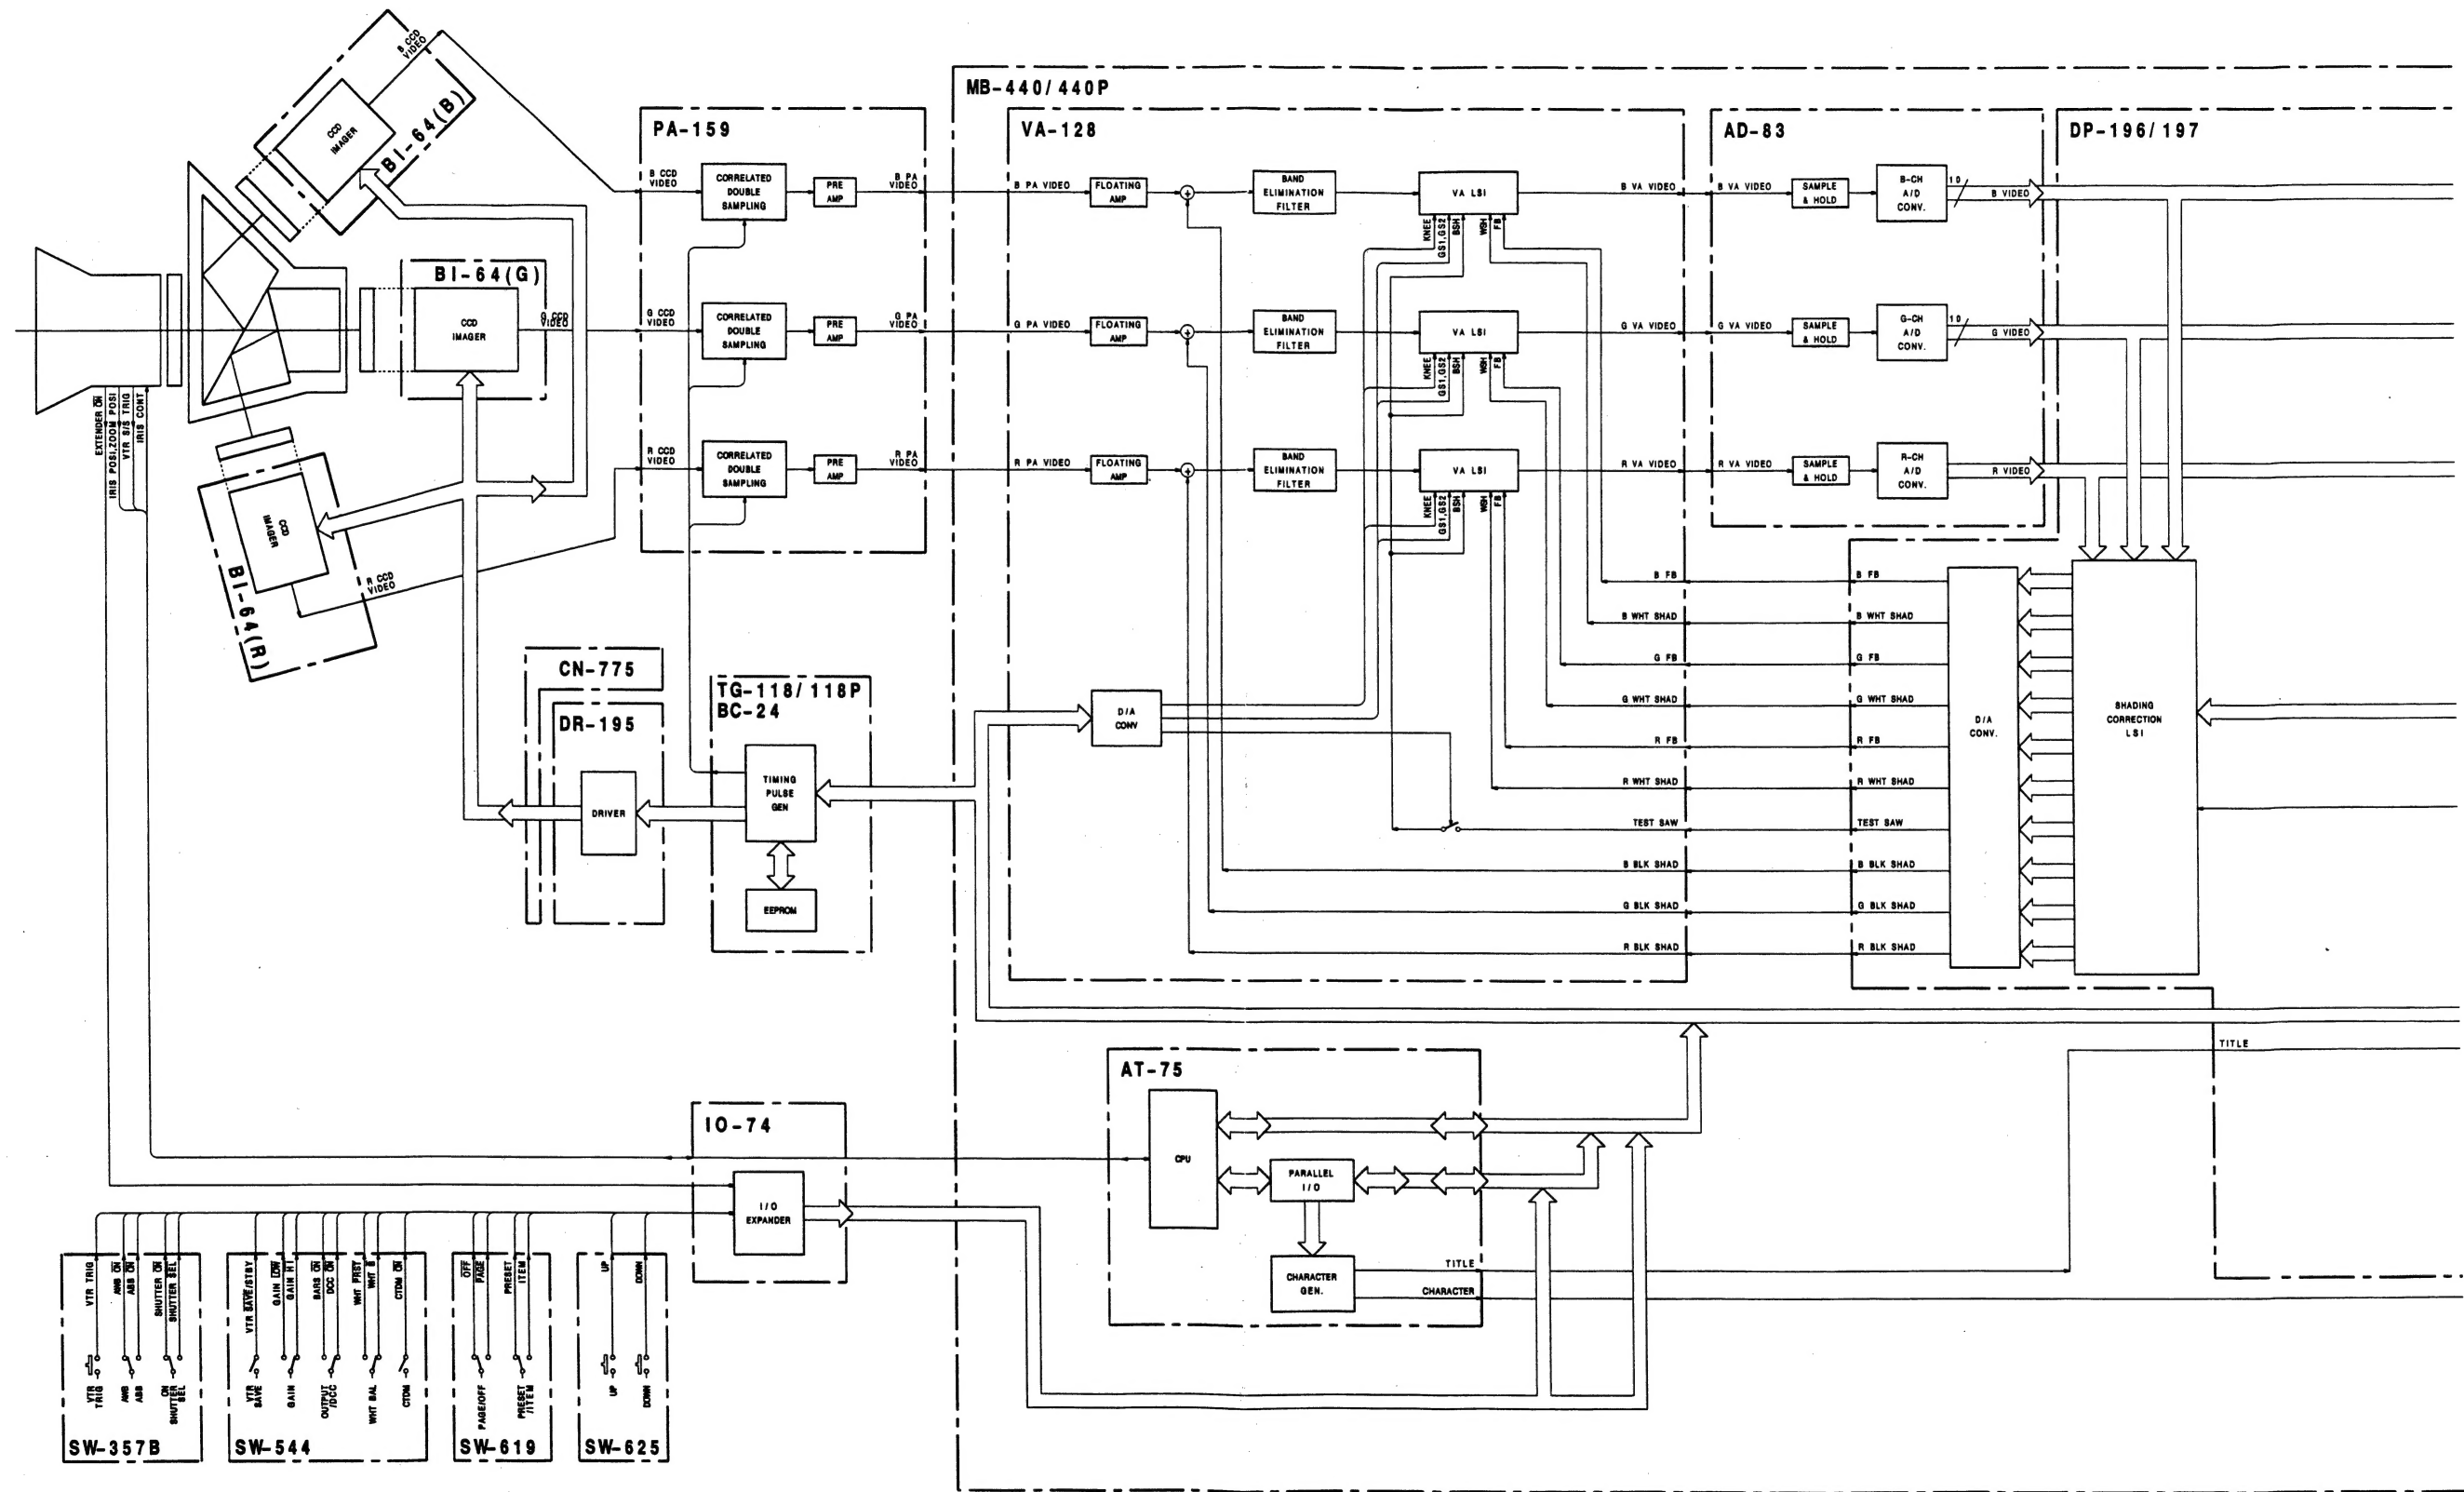 B CCD
VIDEO
CCD
IMAGER
BI-64(B)
BI-64(G)
CCD
IMAGER
G CCD
VIDEO
EXTENDER ON
IRIS POSI,ZOOM POSI
VTR S/S TRIG
IRIS CONT
CCD
IMAGER
BI-64(R)
R CCD
VIDEO
PA-159
B CCD
VIDEO
CORRELATED
DOUBLE
SAMPLING
PRE
AMP
B PA
VIDEO
G CCD
VIDEO
CORRELATED
DOUBLE
SAMPLING
PRE
AMP
G PA
VIDEO
R CCD
VIDEO
CORRELATED
DOUBLE
SAMPLING
PRE
AMP
R PA
VIDEO
CN-775
DR-195
DRIVER
TG-118/118P
BC-24
TIMING
PULSE
GEN
EEPROM
MB-440/440P
VA-128
B PA VIDEO
FLOATING
AMP
+
BAND
ELIMINATION
FILTER
VA LSI
KNEE
GS1,GS2
BSH
WSH
FB
B VA VIDEO
G PA VIDEO
FLOATING
AMP
+
BAND
ELIMINATION
FILTER
VA LSI
KNEE
GS1,GS2
BSH
WSH
FB
G VA VIDEO
R PA VIDEO
FLOATING
AMP
+
BAND
ELIMINATION
FILTER
VA LSI
KNEE
GS1,GS2
BSH
WSH
FB
R VA VIDEO
D/A
CONV
B FB
B WHT SHAD
G FB
G WHT SHAD
R FB
R WHT SHAD
TEST SAW
B BLK SHAD
G BLK SHAD
R BLK SHAD
AD-83
B VA VIDEO
SAMPLE
& HOLD
B-CH
A/D
CONV.
10
B VIDEO
G VA VIDEO
SAMPLE
& HOLD
G-CH
A/D
CONV.
10
G VIDEO
R VA VIDEO
SAMPLE
& HOLD
R-CH
A/D
CONV.
R VIDEO
DP-196/197
B FB
B WHT SHAD
G FB
G WHT SHAD
R FB
R WHT SHAD
TEST SAW
B BLK SHAD
G BLK SHAD
R BLK SHAD
D/A
CONV.
SHADING
CORRECTION
LSI
TITLE
AT-75
CPU
PARALLEL
I/O
CHARACTER
GEN.
TITLE
CHARACTER
IO-74
I/O
EXPANDER
VTR TRIG
AWB ON
ABB ON
SHUTTER ON
SHUTTER SEL
VTR
TRIG
AWB
ABB
ON
SHUTTER
SEL
SW-357B
VTR SAVE/STBY
GAIN LOW
GAIN HI
BARS ON
DCC ON
WHT PRST
WHT B
CTDM ON
VTR
SAVE
GAIN
OUTPUT
/DCC
WHT BAL
CTDM
SW-544
OFF
PAGE
PRESET
ITEM
PAGE/OFF
PRESET
/ITEM
SW-619
UP
DOWN
UP
DOWN
SW-625